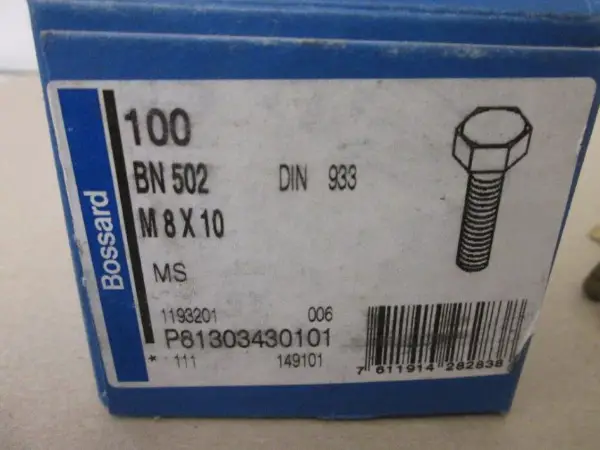 Bossard
100
BN 502 DIN 933
M 8 X 10
MS
1193201 006
P81303430101
* 111 149101
7 611914 282838